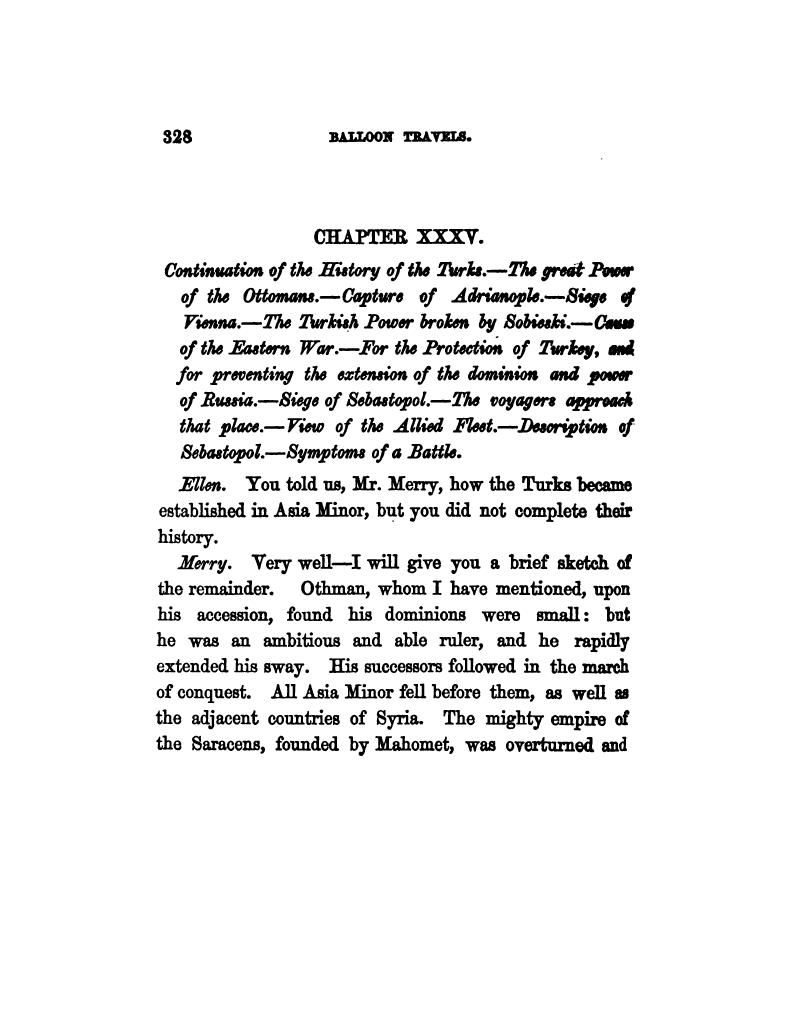 328 BALLOON TRAVELS.
CHAPTER XXXV.
Continuation of the History of the Turks.—The great Power
of the Ottomans.—Capture of Adrianople.—Siege of
Vienna.—The Turkish Power broken by Sobieski.—Cause
of the Eastern War.—For the Protection of Turkey, and
for preventing the extension of the dominion and power
of Russia.—Siege of Sebastopol.—The voyagers approach
that place.—View of the Allied Fleet.—Description of
Sebastopol.—Symptoms of a Battle.
Ellen. You told us, Mr. Merry, how the Turks became
established in Asia Minor, but you did not complete their
history.
Merry. Very well—I will give you a brief sketch of
the remainder. Othman, whom I have mentioned, upon
his accession, found his dominions were small: but
he was an ambitious and able ruler, and he rapidly
extended his sway. His successors followed in the march
of conquest. All Asia Minor fell before them, as well as
the adjacent countries of Syria. The mighty empire of
the Saracens, founded by Mahomet, was overturned and